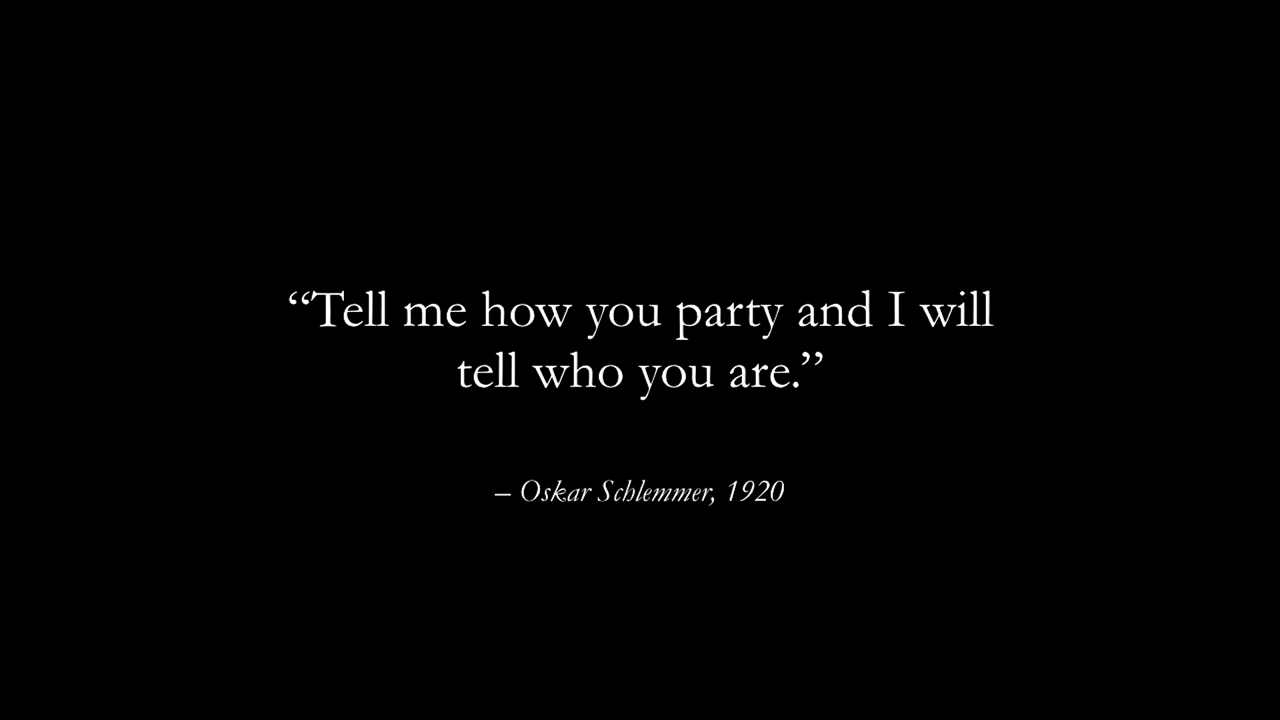 “Tell me how you party and I will
tell who you are.”
– Oskar Schlemmer, 1920